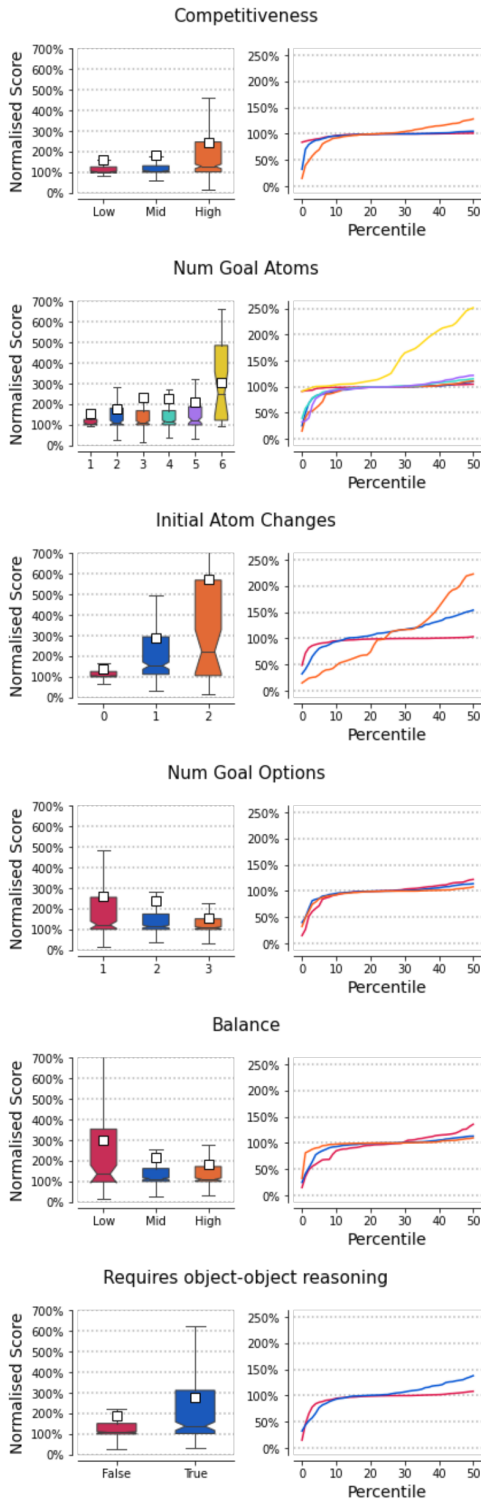 Competitiveness
Normalised Score
700%
600%
500%
400%
300%
200%
100%
0%
Low Mid High
250%
200%
150%
100%
50%
0%
0 10 20 30 40 50
Percentile
Num Goal Atoms
Normalised Score
700%
600%
500%
400%
300%
200%
100%
0%
1 2 3 4 5 6
250%
200%
150%
100%
50%
0%
0 10 20 30 40 50
Percentile
Initial Atom Changes
Normalised Score
700%
600%
500%
400%
300%
200%
100%
0%
0 1 2
250%
200%
150%
100%
50%
0%
0 10 20 30 40 50
Percentile
Num Goal Options
Normalised Score
700%
600%
500%
400%
300%
200%
100%
0%
1 2 3
250%
200%
150%
100%
50%
0%
0 10 20 30 40 50
Percentile
Balance
Normalised Score
700%
600%
500%
400%
300%
200%
100%
0%
Low Mid High
250%
200%
150%
100%
50%
0%
0 10 20 30 40 50
Percentile
Requires object-object reasoning
Normalised Score
700%
600%
500%
400%
300%
200%
100%
0%
False True
250%
200%
150%
100%
50%
0%
0 10 20 30 40 50
Percentile